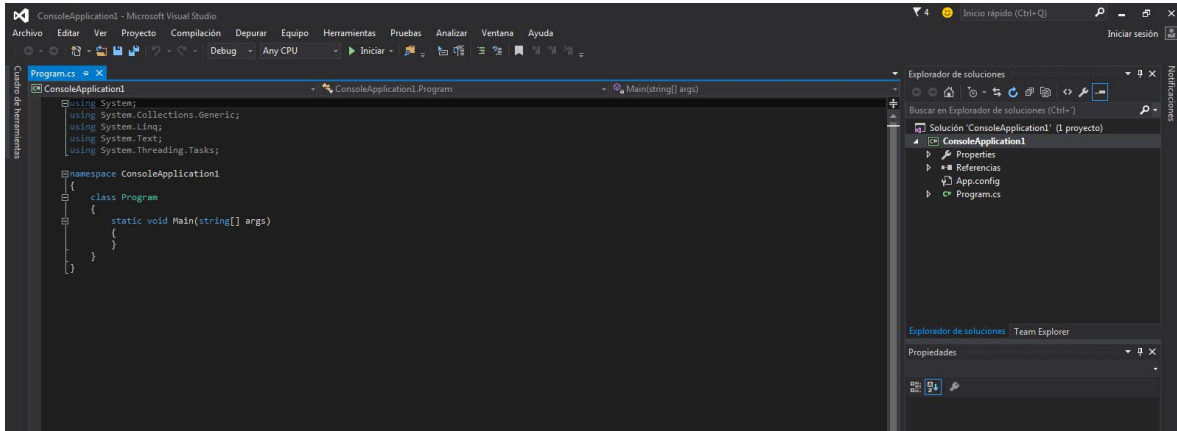 ConsoleApplication1 - Microsoft Visual Studio
4
Inicio rápido (Ctrl+Q)
Archivo Editar Ver Proyecto Compilación Depurar Equipo Herramientas Pruebas Analizar Ventana Ayuda
Iniciar sesión
Debug Any CPU Iniciar
Cuadro de herramientas
Program.cs
ConsoleApplication1
ConsoleApplication1.Program
Main(string[] args)
using System;
using System.Collections.Generic;
using System.Linq;
using System.Text;
using System.Threading.Tasks;
namespace ConsoleApplication1
{
class Program
{
static void Main(string[] args)
{
}
}
}
Explorador de soluciones
Buscar en Explorador de soluciones (Ctrl+´)
Solución 'ConsoleApplication1' (1 proyecto)
C# ConsoleApplication1
Properties
Referencias
App.config
C# Program.cs
Explorador de soluciones Team Explorer
Propiedades
Notificaciones